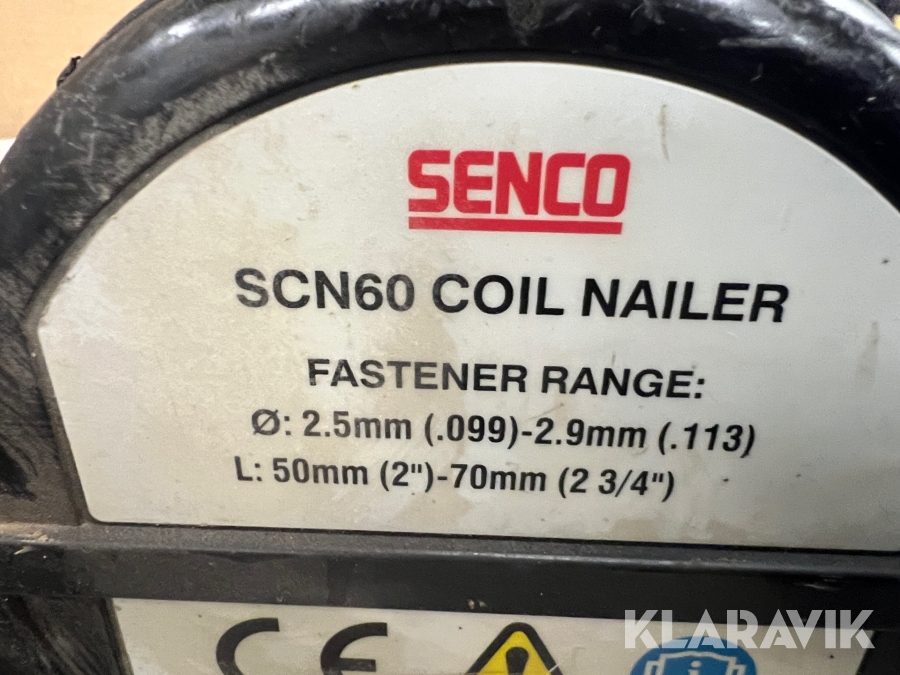 SENCO
SCN60 COIL NAILER
FASTENER RANGE:
Ø: 2.5mm (.099)-2.9mm (.113)
L: 50mm (2")-70mm (2 3/4")
CE
KLARAVIK